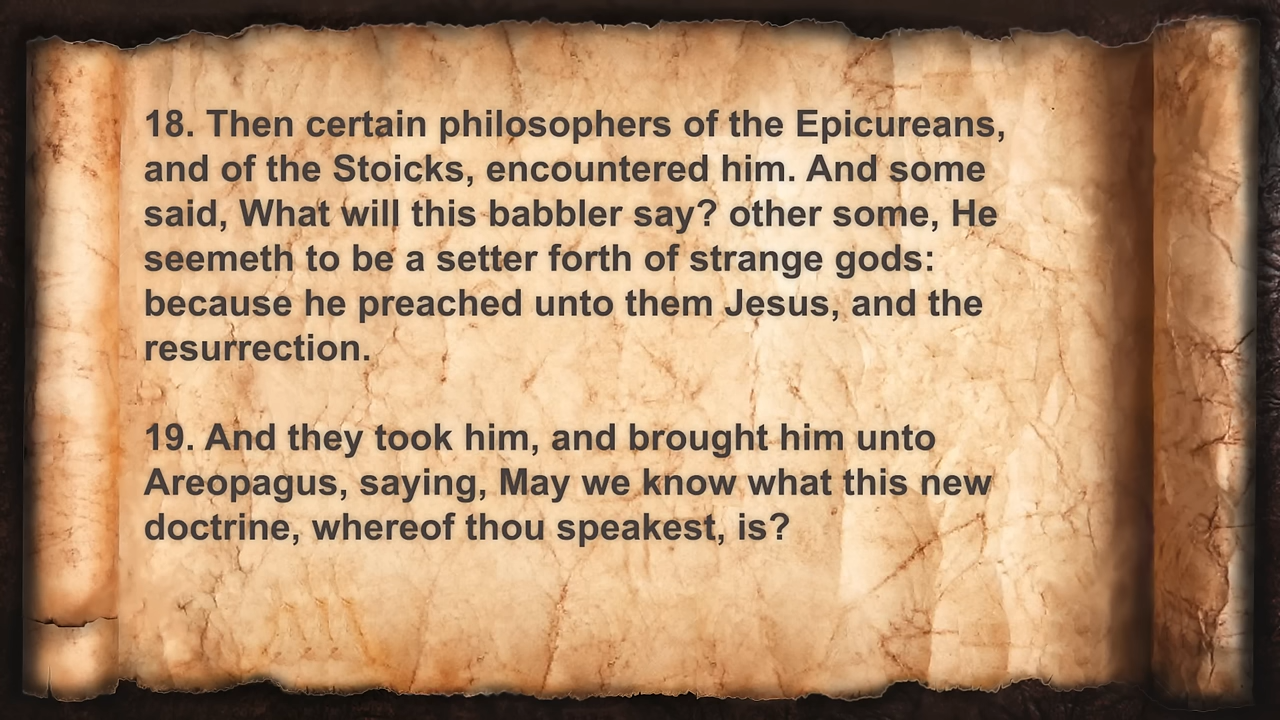 18. Then certain philosophers of the Epicureans,
and of the Stoicks, encountered him. And some
said, What will this babbler say? other some, He
seemeth to be a setter forth of strange gods:
because he preached unto them Jesus, and the
resurrection.
19. And they took him, and brought him unto
Areopagus, saying, May we know what this new
doctrine, whereof thou speakest, is?